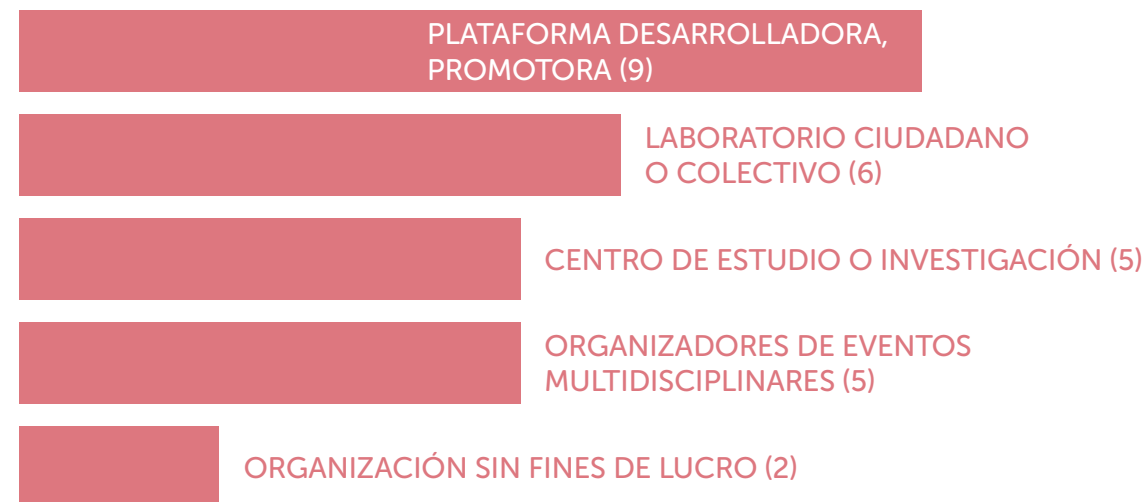 PLATAFORMA DESARROLLADORA,
PROMOTORA (9)
LABORATORIO CIUDADANO
O COLECTIVO (6)
CENTRO DE ESTUDIO O INVESTIGACIÓN (5)
ORGANIZADORES DE EVENTOS
MULTIDISCIPLINARES (5)
ORGANIZACIÓN SIN FINES DE LUCRO (2)